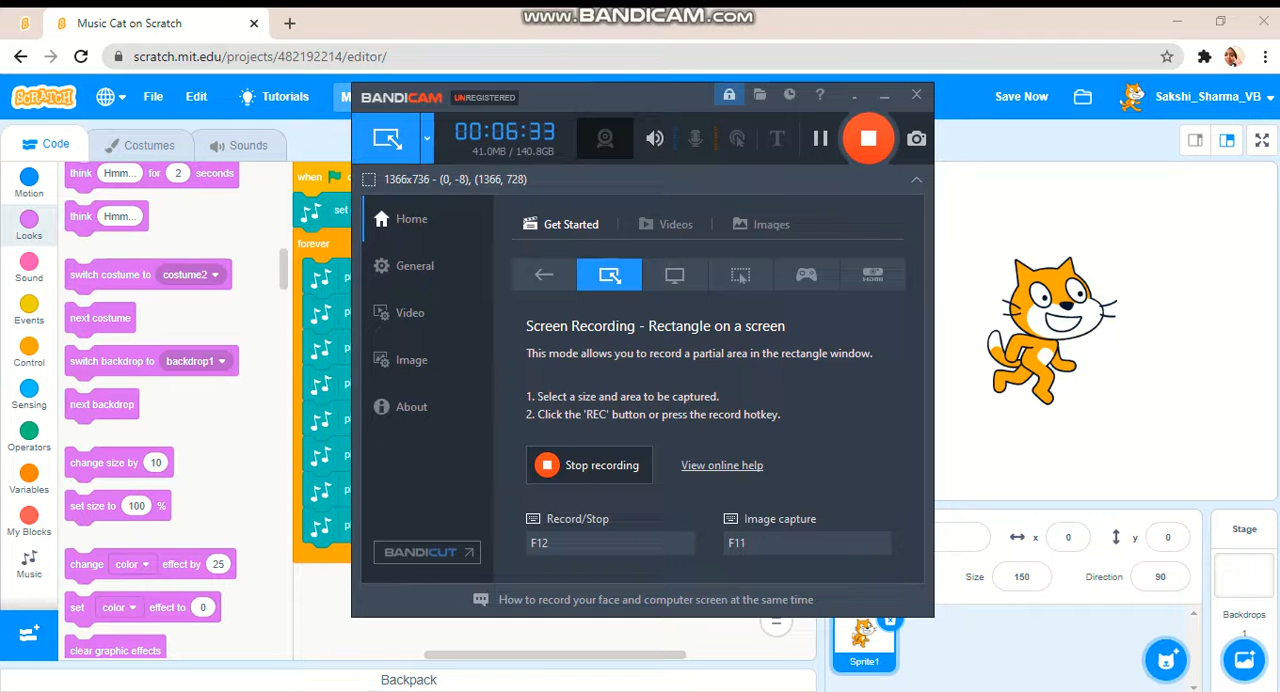 www.BANDICAM.COM
Music Cat on Scratch
scratch.mit.edu/projects/482192214/editor/
SCRATCH
File
Edit
Tutorials
M
Save Now
Sakshi_Sharma_VB
BANDICAM UNREGISTERED
00:06:33
41.0MB / 140.8GB
T
1366x736 - (0, -8), (1366, 728)
Home
General
Video
Image
About
BANDICUT
Get Started
Videos
Images
HDMI
Screen Recording - Rectangle on a screen
This mode allows you to record a partial area in the rectangle window.
1. Select a size and area to be captured.
2. Click the 'REC' button or press the record hotkey.
Stop recording
View online help
Record/Stop
Image capture
F12
F11
How to record your face and computer screen at the same time
Code
Costumes
Sounds
Motion
Looks
Sound
Events
Control
Sensing
Operators
Variables
My Blocks
Music
think Hmm... for 2 seconds
think Hmm...
switch costume to costume2
next costume
switch backdrop to backdrop1
next backdrop
change size by 10
set size to 100 %
change color effect by 25
set color effect to 0
clear graphic effects
when
set
forever
Backpack
x 0
y 0
Size 150
Direction 90
Sprite1
Stage
Backdrops
1